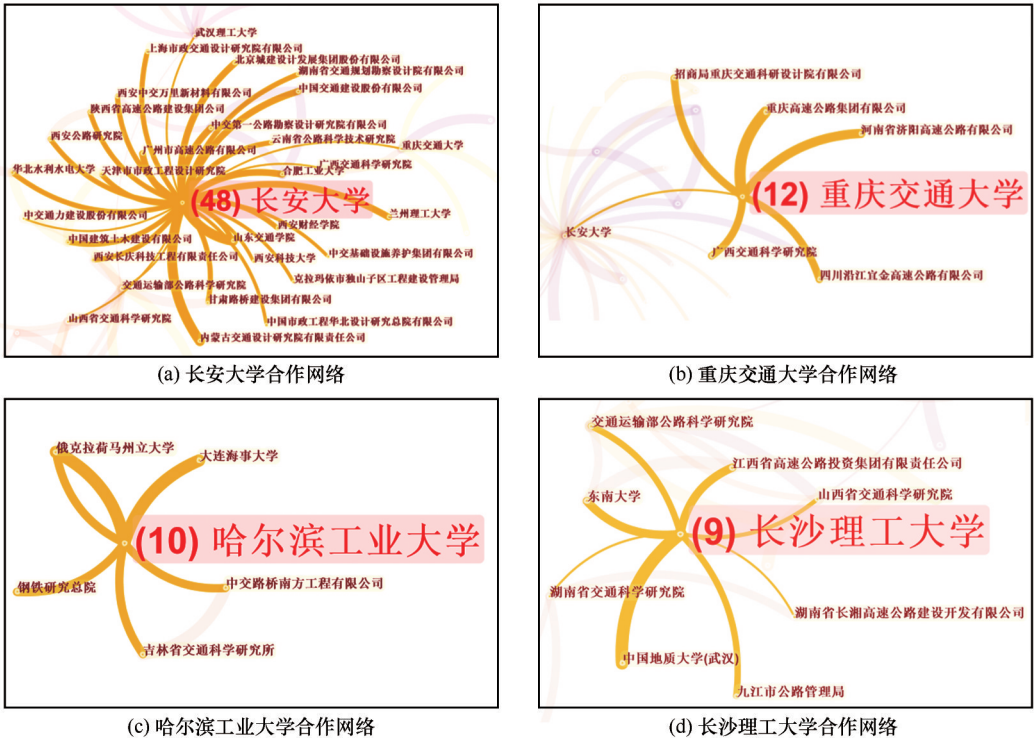 武汉理工大学
上海市政交通设计研究院有限公司
北京城建设计发展集团股份有限公司
湖南省交通规划勘察设计院有限公司
中国交通建设股份有限公司
西安中交万里新材料有限公司
陕西省高速公路建设集团公司
中交第一公路勘察设计研究院有限公司
西安公路研究院
云南省公路科学技术研究院
重庆交通大学
广州市高速公路有限公司
广西交通科学研究院
华北水利水电大学
天津市市政工程设计研究院
合肥工业大学
(48) 长安大学
兰州理工大学
中交通力建设股份有限公司
西安财经学院
中国建筑土木建设有限公司
山东交通学院
西安长庆科技工程有限责任公司
西安科技大学
中交基础设施养护集团有限公司
克拉玛依市独山子区工程建设管理局
交通运输部公路科学研究院
甘肃路桥建设集团有限公司
山西省交通科学研究院
中国市政工程华北设计研究总院有限公司
内蒙古交通设计研究院有限责任公司
(a) 长安大学合作网络
招商局重庆交通科研设计院有限公司
重庆高速公路集团有限公司
河南省济阳高速公路有限公司
(12) 重庆交通大学
长安大学
广西交通科学研究院
四川沿江宜金高速公路有限公司
(b) 重庆交通大学合作网络
俄克拉荷马州立大学
大连海事大学
(10) 哈尔滨工业大学
钢铁研究总院
中交路桥南方工程有限公司
吉林省交通科学研究所
(c) 哈尔滨工业大学合作网络
交通运输部公路科学研究院
江西省高速公路投资集团有限责任公司
东南大学
山西省交通科学研究院
(9) 长沙理工大学
湖南省交通科学研究院
湖南省长湘高速公路建设开发有限公司
中国地质大学(武汉)
九江市公路管理局
(d) 长沙理工大学合作网络